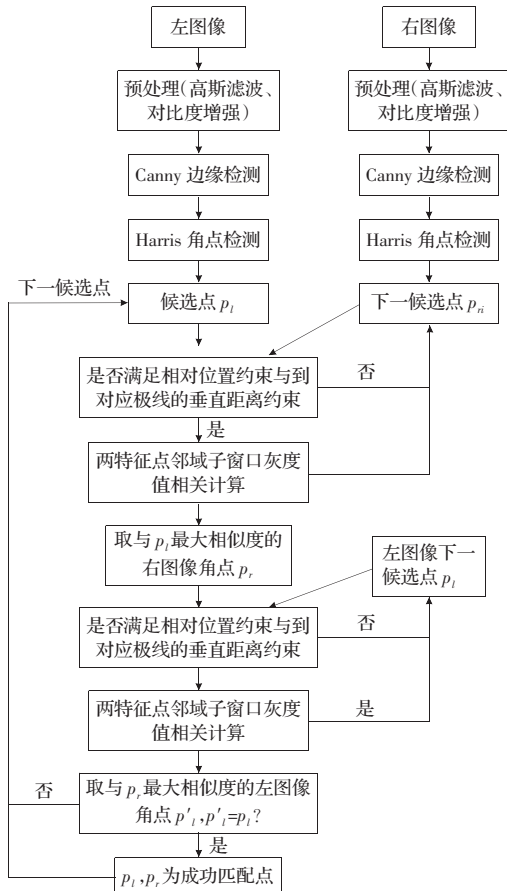 左图像
右图像
预处理(高斯滤波、
对比度增强)
预处理(高斯滤波、
对比度增强)
Canny 边缘检测
Canny 边缘检测
Harris 角点检测
Harris 角点检测
下一候选点
候选点 pl
下一候选点 pri
是否满足相对位置约束与到
对应极线的垂直距离约束
否
是
两特征点邻域子窗口灰度
值相关计算
取与 pl 最大相似度的
右图像角点 pr
左图像下一
候选点 pl
是否满足相对位置约束与到
对应极线的垂直距离约束
否
两特征点邻域子窗口灰度
值相关计算
是
取与 pr 最大相似度的左图像
角点 p′l,p′l=pl?
否
是
pl,pr 为成功匹配点